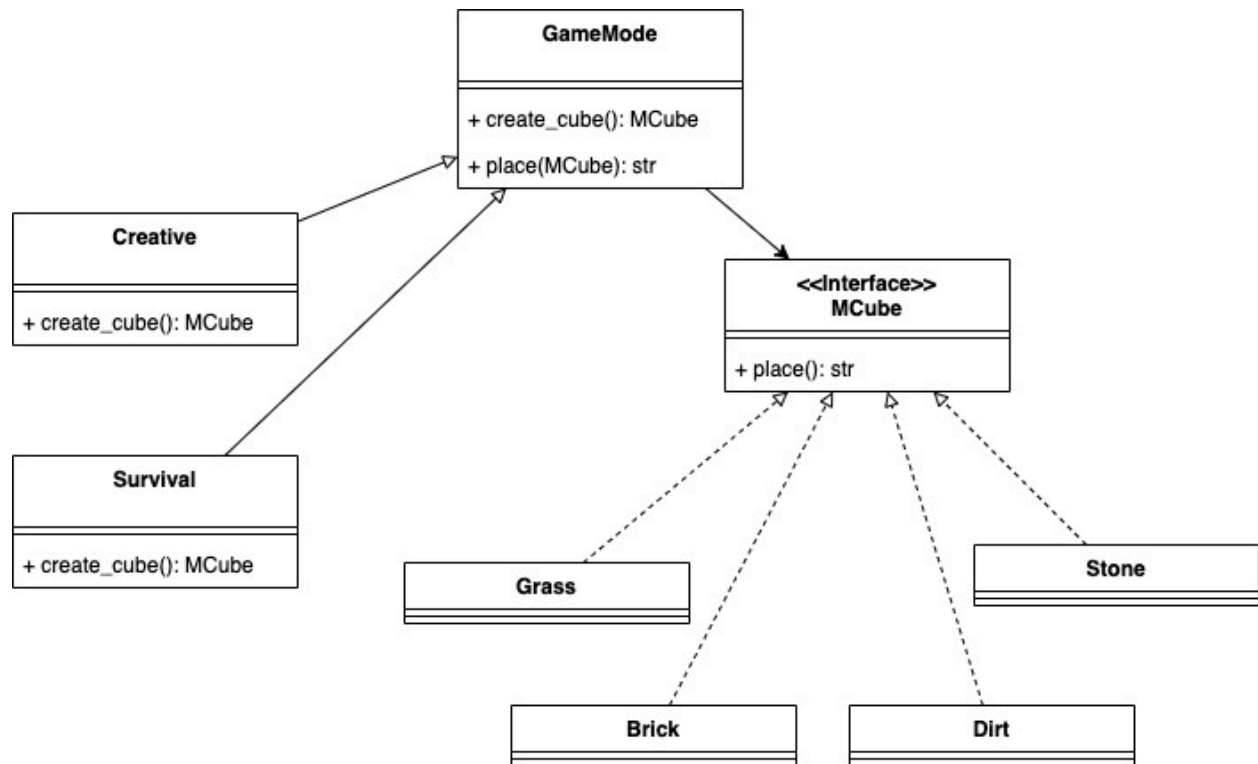 GameMode
+ create_cube(): MCube
+ place(MCube): str
Creative
+ create_cube(): MCube
<<Interface>>
MCube
+ place(): str
Survival
+ create_cube(): MCube
Grass
Stone
Brick
Dirt